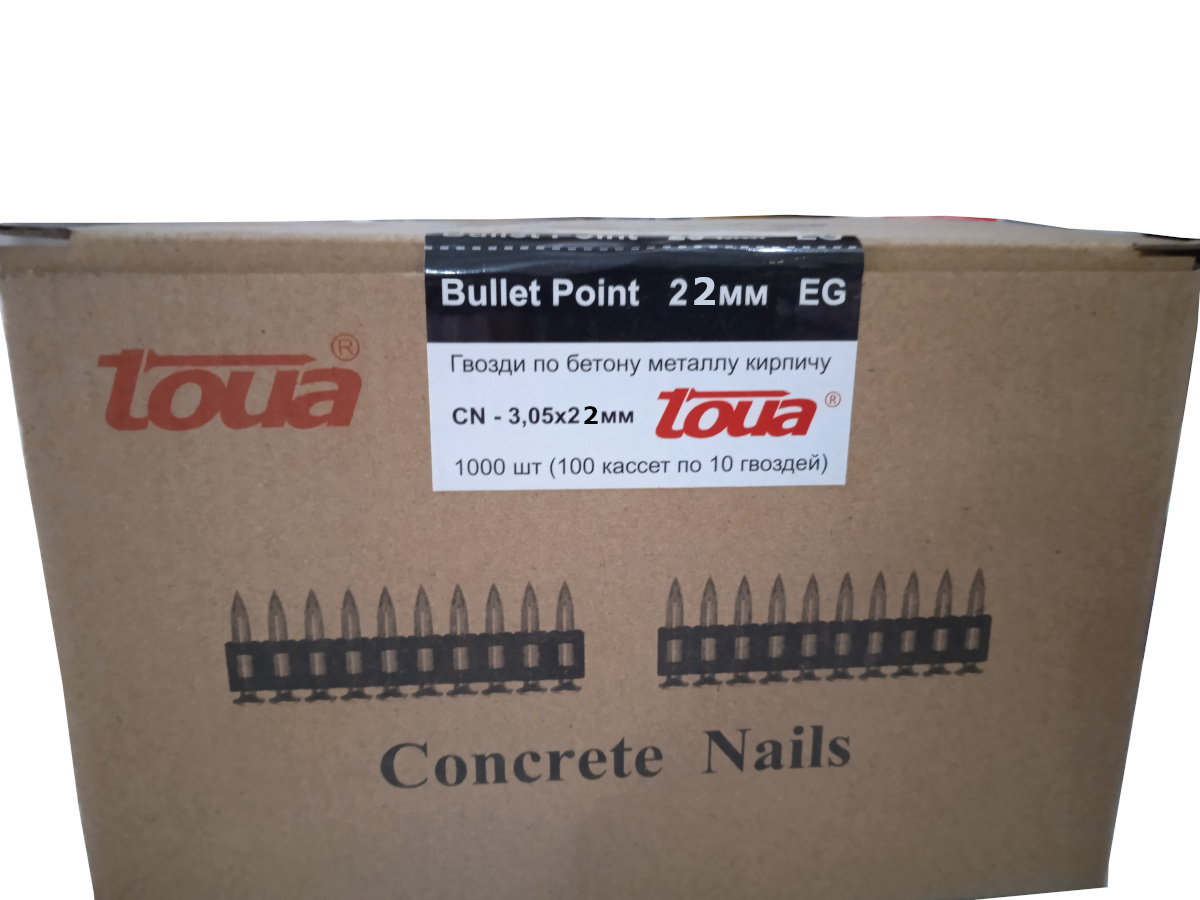 Bullet Point 22мм EG
Гвозди по бетону металлу кирпичу
CN - 3,05x22мм toua ®
1000 шт (100 кассет по 10 гвоздей)
toua ®
Concrete Nails